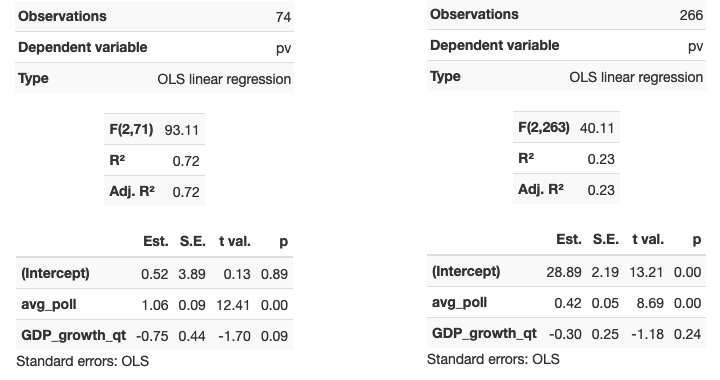 Observations 74
Dependent variable pv
Type OLS linear regression
F(2,71) 93.11
R² 0.72
Adj. R² 0.72
Est. S.E. t val. p
(Intercept) 0.52 3.89 0.13 0.89
avg_poll 1.06 0.09 12.41 0.00
GDP_growth_qt -0.75 0.44 -1.70 0.09
Standard errors: OLS
Observations 266
Dependent variable pv
Type OLS linear regression
F(2,263) 40.11
R² 0.23
Adj. R² 0.23
Est. S.E. t val. p
(Intercept) 28.89 2.19 13.21 0.00
avg_poll 0.42 0.05 8.69 0.00
GDP_growth_qt -0.30 0.25 -1.18 0.24
Standard errors: OLS